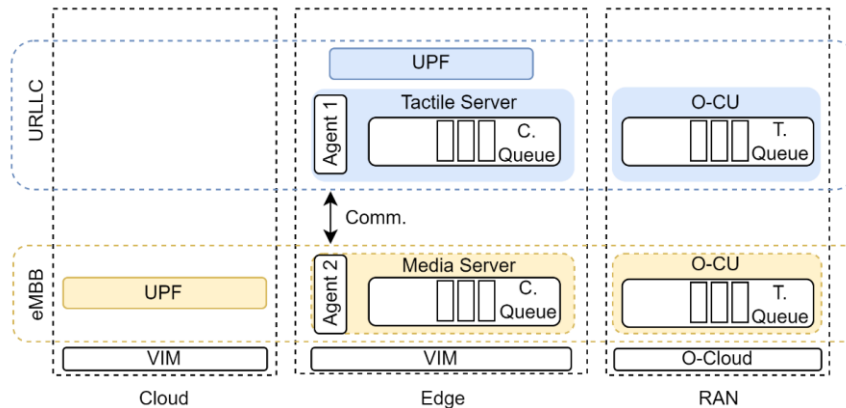 URLLC
UPF
Agent 1
Tactile Server
C.
Queue
O-CU
T.
Queue
Comm.
eMBB
UPF
Agent 2
Media Server
C.
Queue
O-CU
T.
Queue
VIM
VIM
O-Cloud
Cloud
Edge
RAN